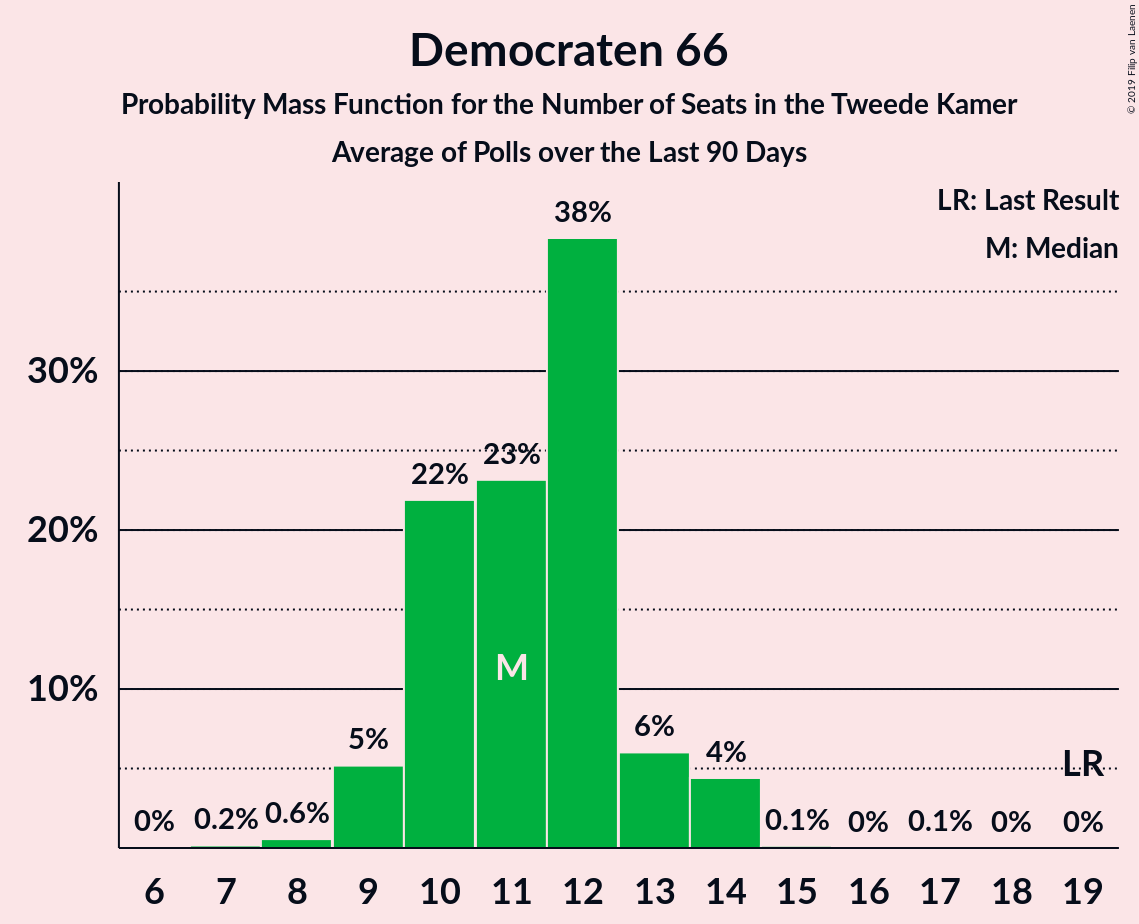 © 2019 Filip van Laenen
Democraten 66
Probability Mass Function for the Number of Seats in the Tweede Kamer
Average of Polls over the Last 90 Days
LR: Last Result
M: Median
30%
20%
10%
0%
0.2%
0.6%
5%
22%
23%
38%
6%
4%
0.1%
0%
0.1%
0%
0%
M
LR
6 7 8 9 10 11 12 13 14 15 16 17 18 19